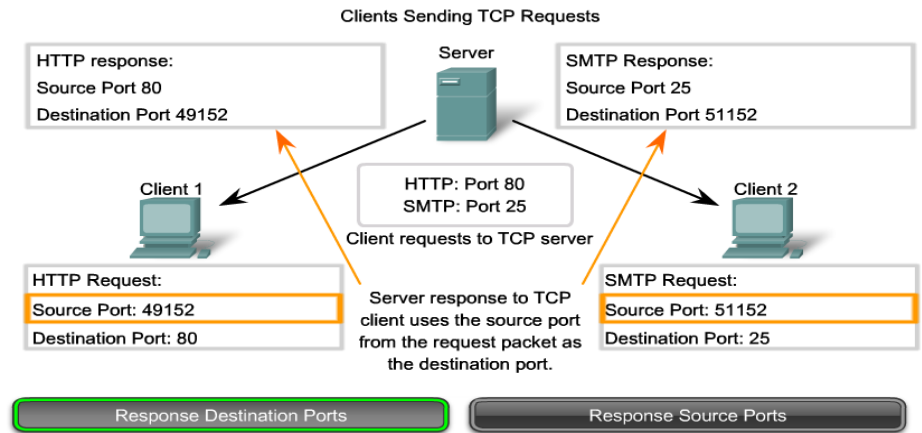 Clients Sending TCP Requests
HTTP response:
Source Port 80
Destination Port 49152
Server
SMTP Response:
Source Port 25
Destination Port 51152
Client 1
HTTP: Port 80
SMTP: Port 25
Client requests to TCP server
Client 2
HTTP Request:
Source Port: 49152
Destination Port: 80
Server response to TCP
client uses the source port
from the request packet as
the destination port.
SMTP Request:
Source Port: 51152
Destination Port: 25
Response Destination Ports
Response Source Ports